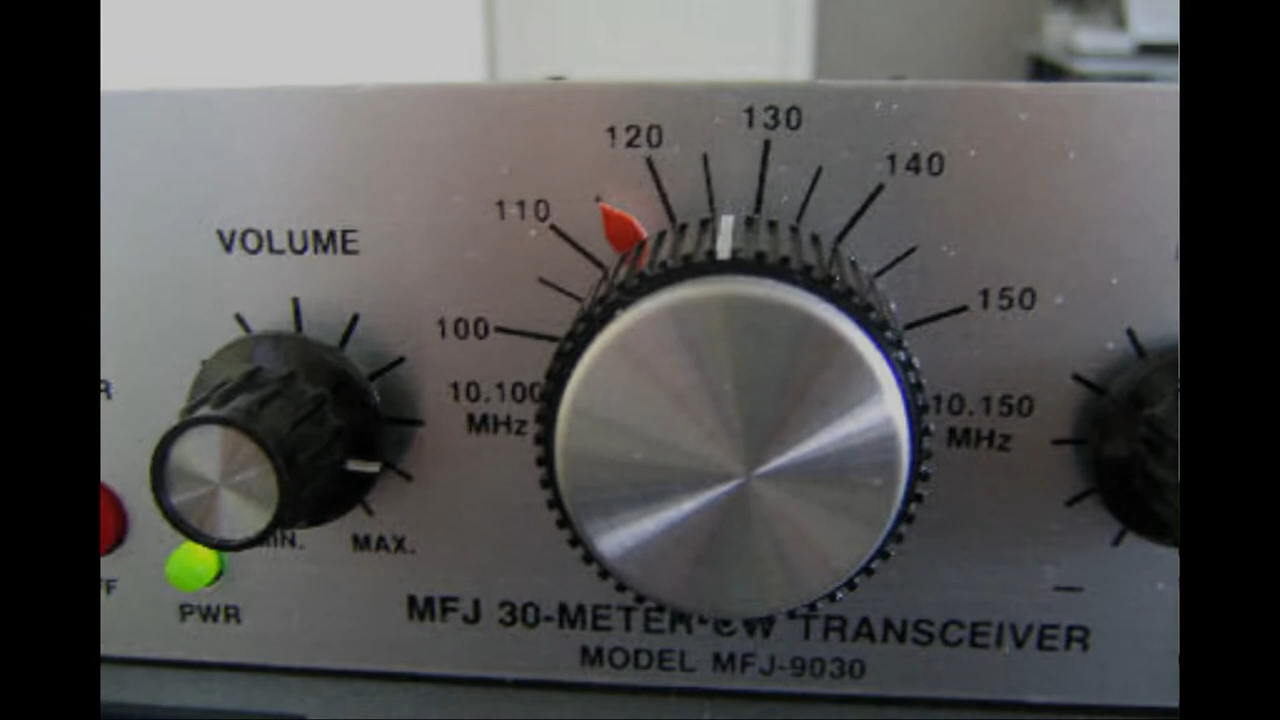 130
120
140
110
VOLUME
150
100
10.100
MHz
10.150
MHz
MIN.
MAX.
PWR
MFJ 30-METER CW TRANSCEIVER
MODEL MFJ-9030